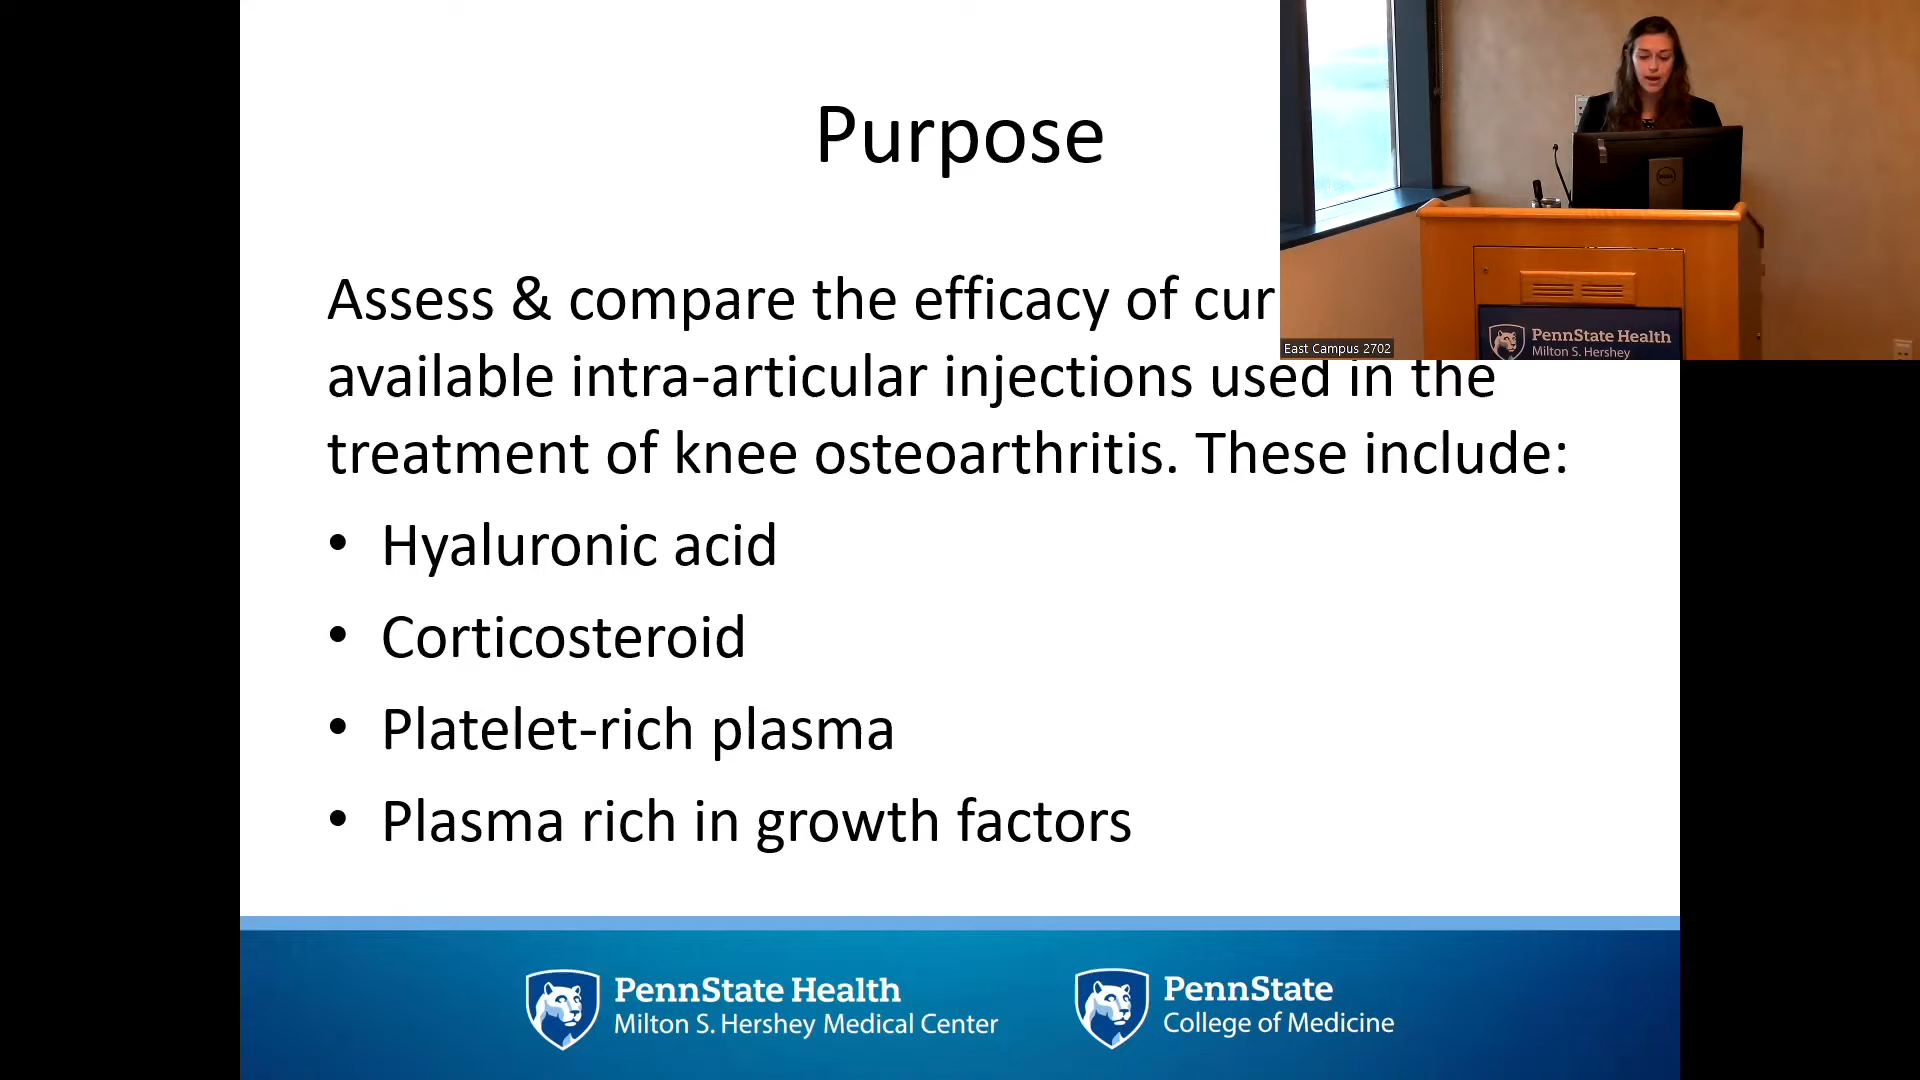 Purpose
Assess & compare the efficacy of cur
available intra-articular injections used in the
treatment of knee osteoarthritis. These include:
• Hyaluronic acid
• Corticosteroid
• Platelet-rich plasma
• Plasma rich in growth factors
East Campus 2702
PennState Health
Milton S. Hershey
PennState Health
Milton S. Hershey Medical Center
PennState
College of Medicine